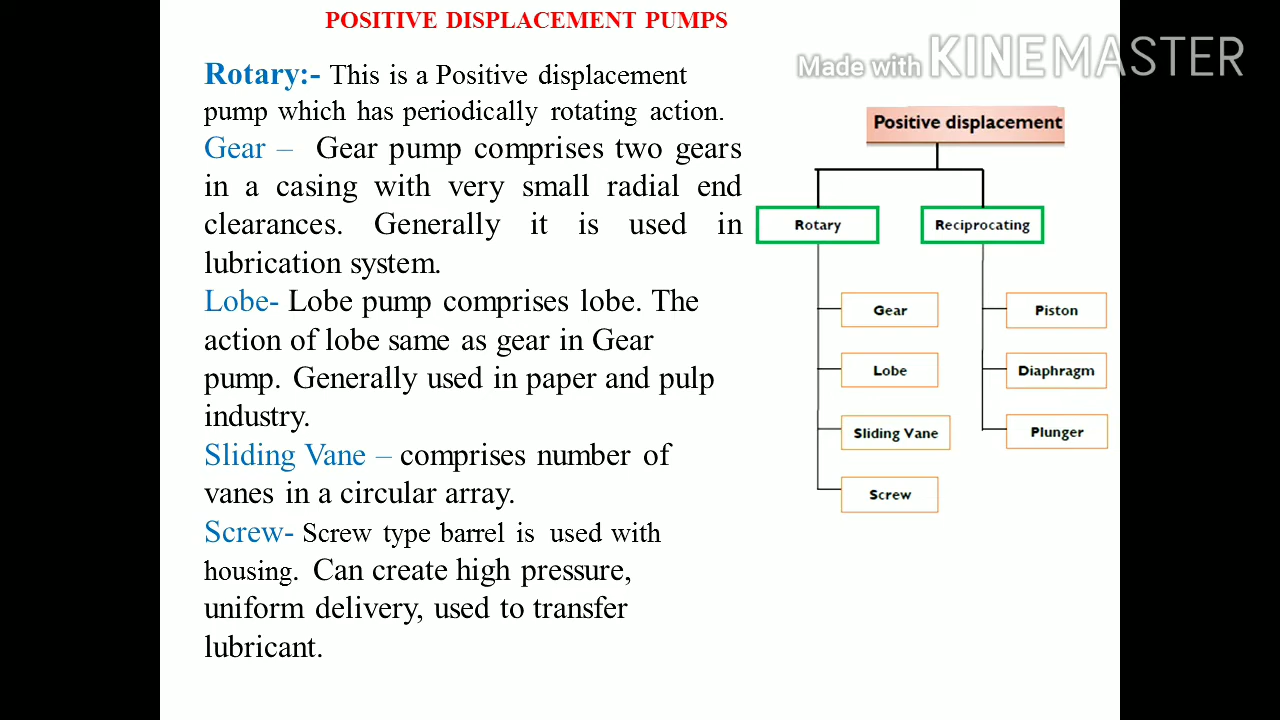 POSITIVE DISPLACEMENT PUMPS
Made with KINEMASTER
Rotary:- This is a Positive displacement
pump which has periodically rotating action.
Gear – Gear pump comprises two gears
in a casing with very small radial end
clearances. Generally it is used in
lubrication system.
Lobe- Lobe pump comprises lobe. The
action of lobe same as gear in Gear
pump. Generally used in paper and pulp
industry.
Sliding Vane – comprises number of
vanes in a circular array.
Screw- Screw type barrel is used with
housing. Can create high pressure,
uniform delivery, used to transfer
lubricant.
Positive displacement
Rotary
Reciprocating
Gear
Piston
Lobe
Diaphragm
Sliding Vane
Plunger
Screw